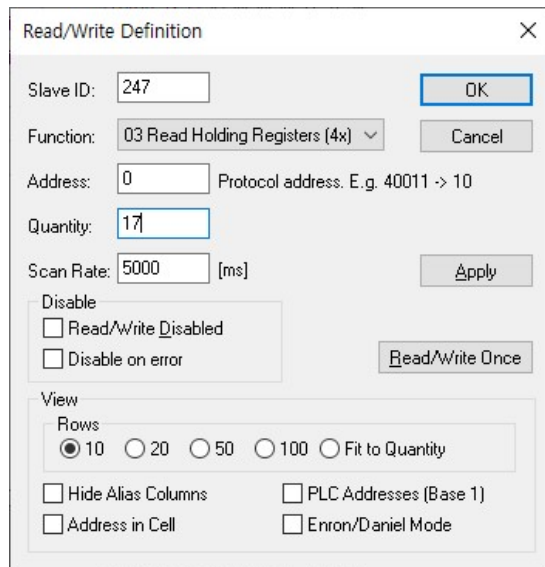 Read/Write Definition
Slave ID: 247 OK
Function: 03 Read Holding Registers (4x) Cancel
Address: 0 Protocol address. E.g. 40011 -> 10
Quantity: 17
Scan Rate: 5000 [ms] Apply
Disable
Read/Write Disabled
Disable on error
Read/Write Once
View
Rows
10 20 50 100 Fit to Quantity
Hide Alias Columns PLC Addresses (Base 1)
Address in Cell Enron/Daniel Mode